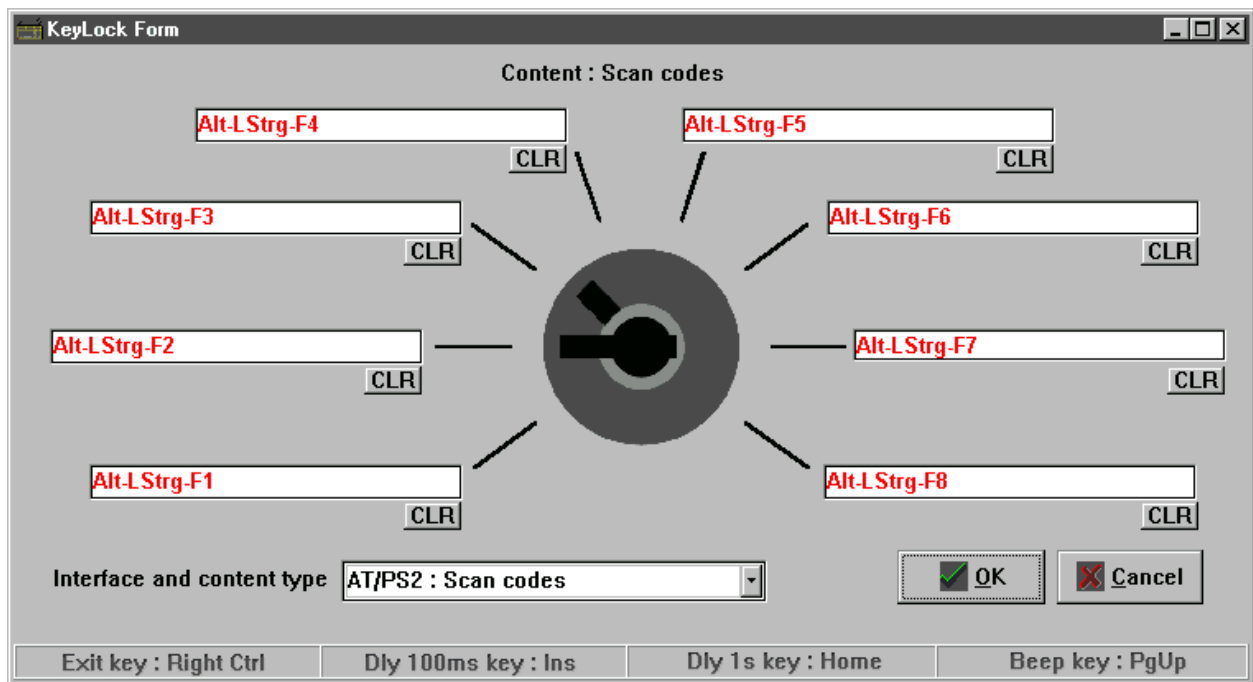 KeyLock Form
Content : Scan codes
Alt-LStrg-F4
Alt-LStrg-F5
CLR
CLR
Alt-LStrg-F3
Alt-LStrg-F6
CLR
CLR
Alt-LStrg-F2
Alt-LStrg-F7
CLR
CLR
Alt-LStrg-F1
Alt-LStrg-F8
CLR
CLR
Interface and content type AT/PS2 : Scan codes
OK
Cancel
Exit key : Right Ctrl
Dly 100ms key : Ins
Dly 1s key : Home
Beep key : PgUp